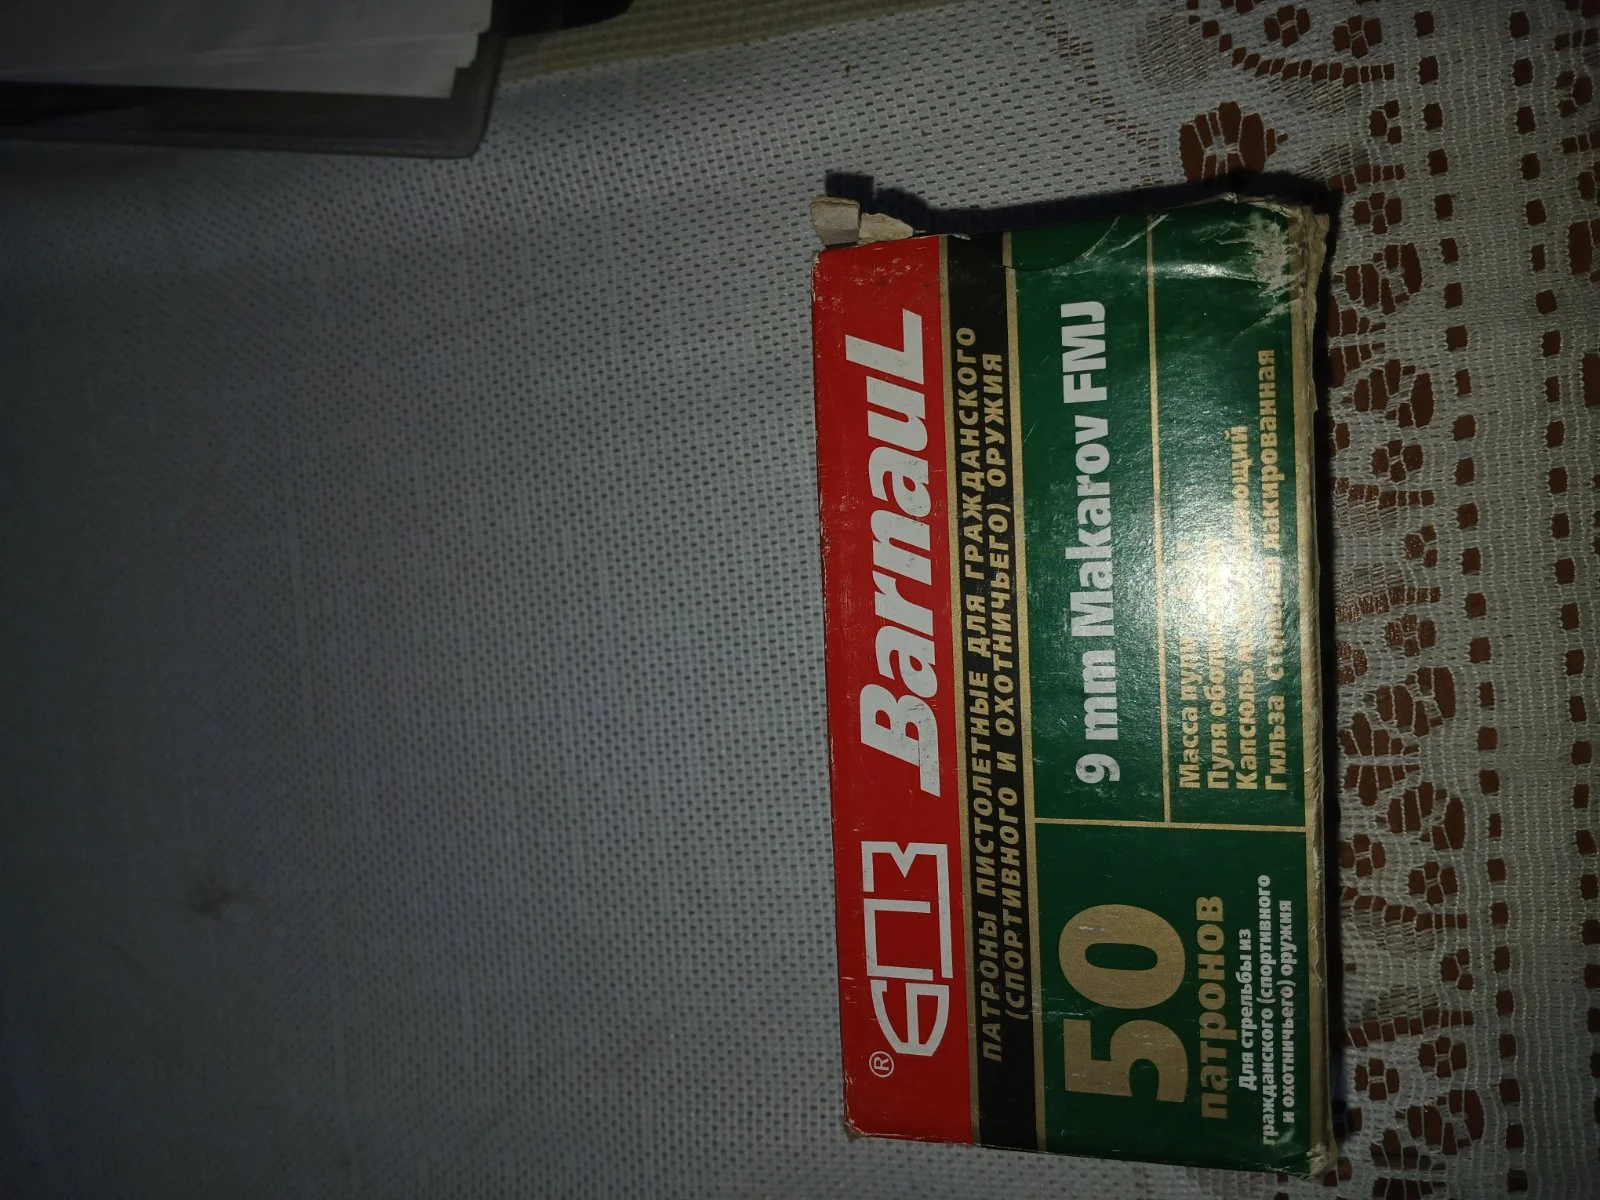 ® БПЗ Barnaul
ПАТРОНЫ ПИСТОЛЕТНЫЕ ДЛЯ ГРАЖДАНСКОГО
(СПОРТИВНОГО И ОХОТНИЧЬЕГО) ОРУЖИЯ
50
патронов
Для стрельбы из
гражданского (спортивного
и охотничьего) оружия
9 mm Makarov FMJ
Масса пули
Пуля
Капсюль
Гильза стальная лакированная